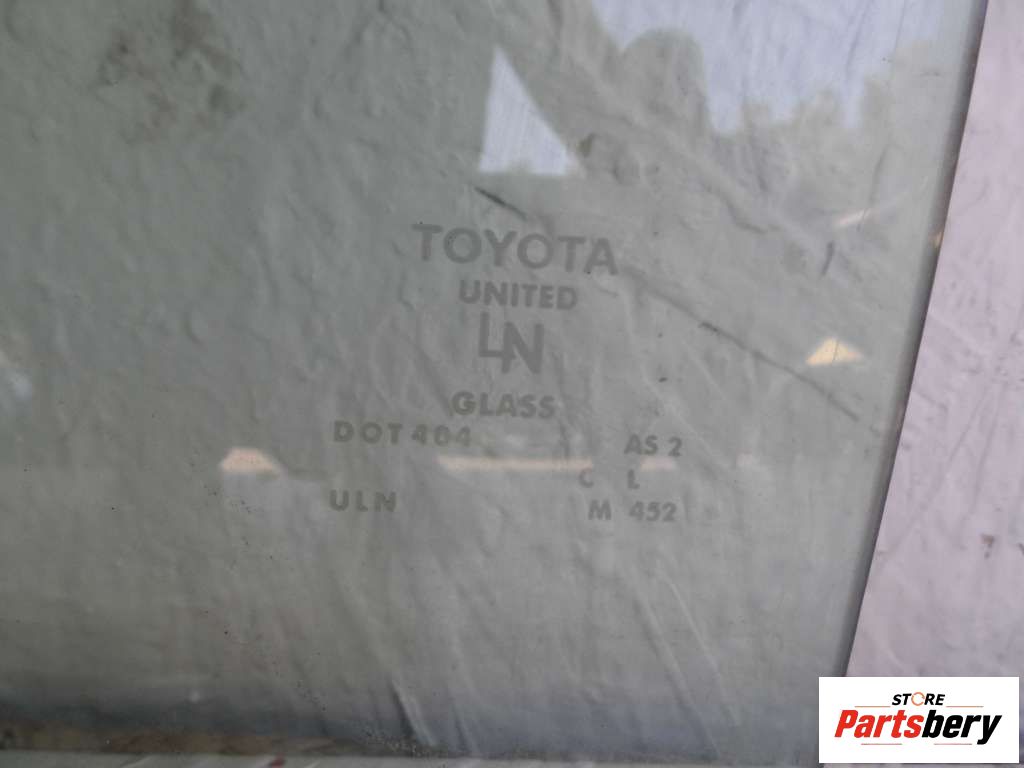 TOYOTA
UNITED
LN
GLASS
DOT 404 AS 2
C L
ULN M 452
STORE
Partsbery